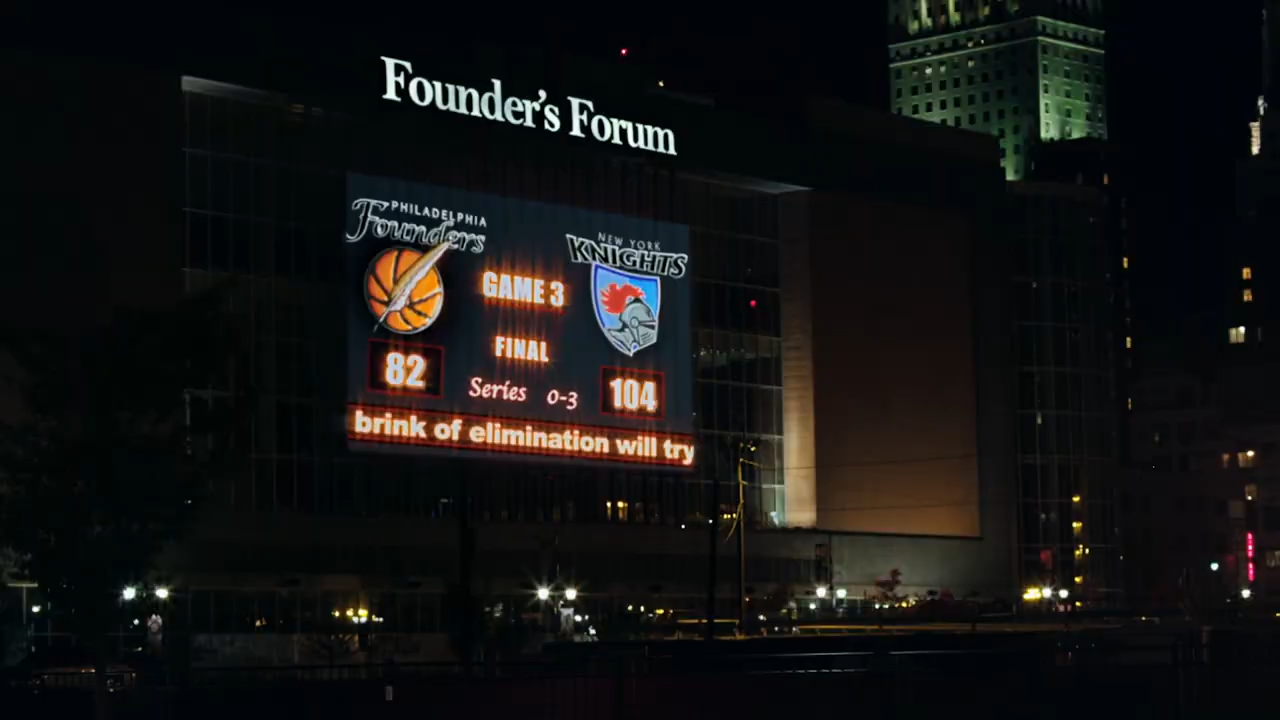 Founder's Forum
PHILADELPHIA
Founders
NEW YORK
KNIGHTS
GAME 3
FINAL
82
Series 0-3
104
brink of elimination will try